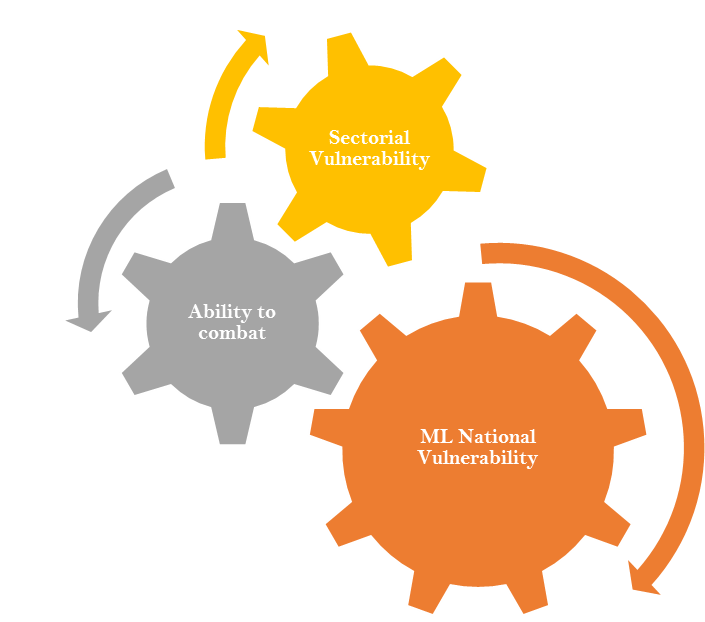 Sectorial
Vulnerability
Ability to
combat
ML National
Vulnerability